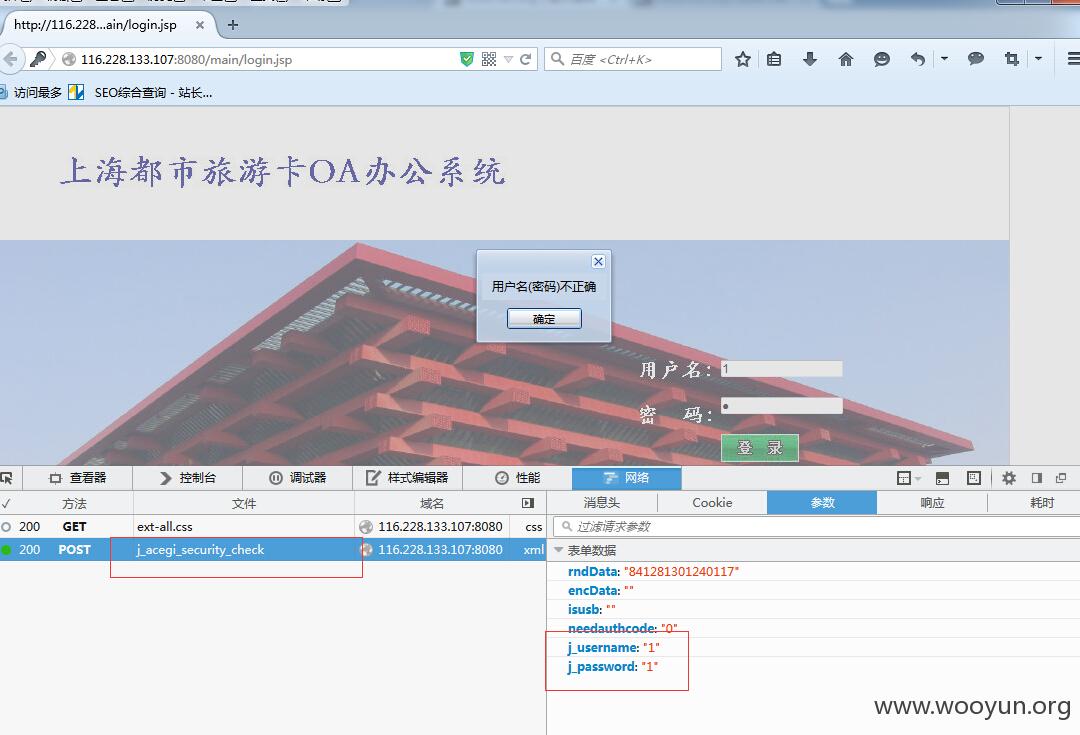 http://116.228...ain/login.jsp
116.228.133.107:8080/main/login.jsp
百度 <Ctrl+K>
访问最多 SEO综合查询 - 站长...
上海都市旅游卡OA办公系统
用户名(密码)不正确
确定
用户名: 1
密 码:
登 录
查看器 控制台 调试器 样式编辑器 性能 网络
✓ 方法 文件 域名 消息头 Cookie 参数 响应 耗时
200 GET ext-all.css 116.228.133.107:8080 css
过滤请求参数
200 POST j_acegi_security_check 116.228.133.107:8080 xml
表单数据
rndData: "841281301240117"
encData: ""
isusb: ""
needauthcode: "0"
j_username: "1"
j_password: "1"
www.wooyun.org